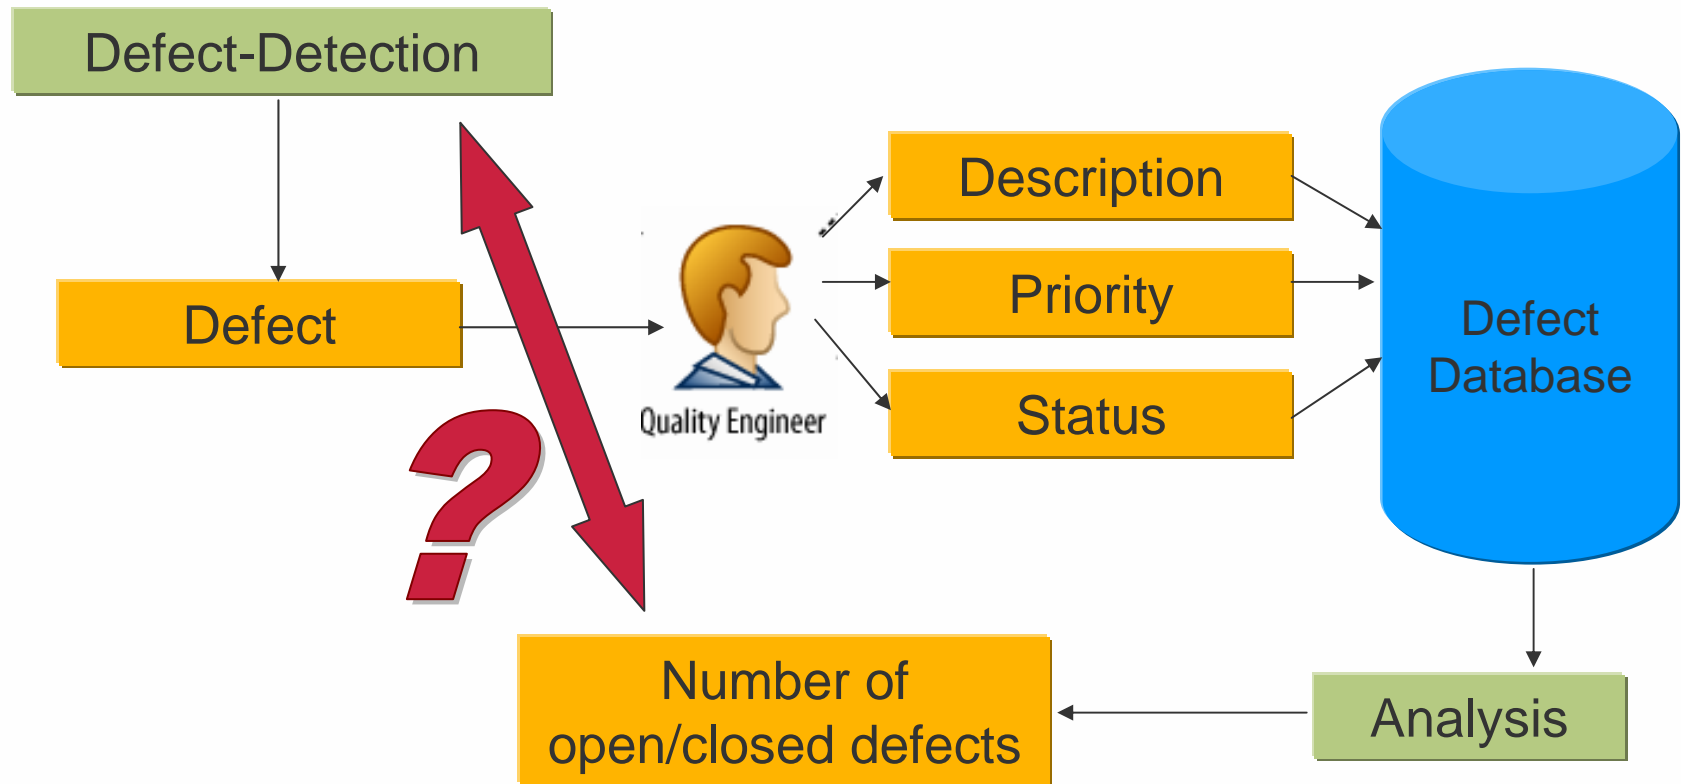 Defect-Detection
Defect
?
Quality Engineer
Description
Priority
Status
Defect
Database
Analysis
Number of
open/closed defects